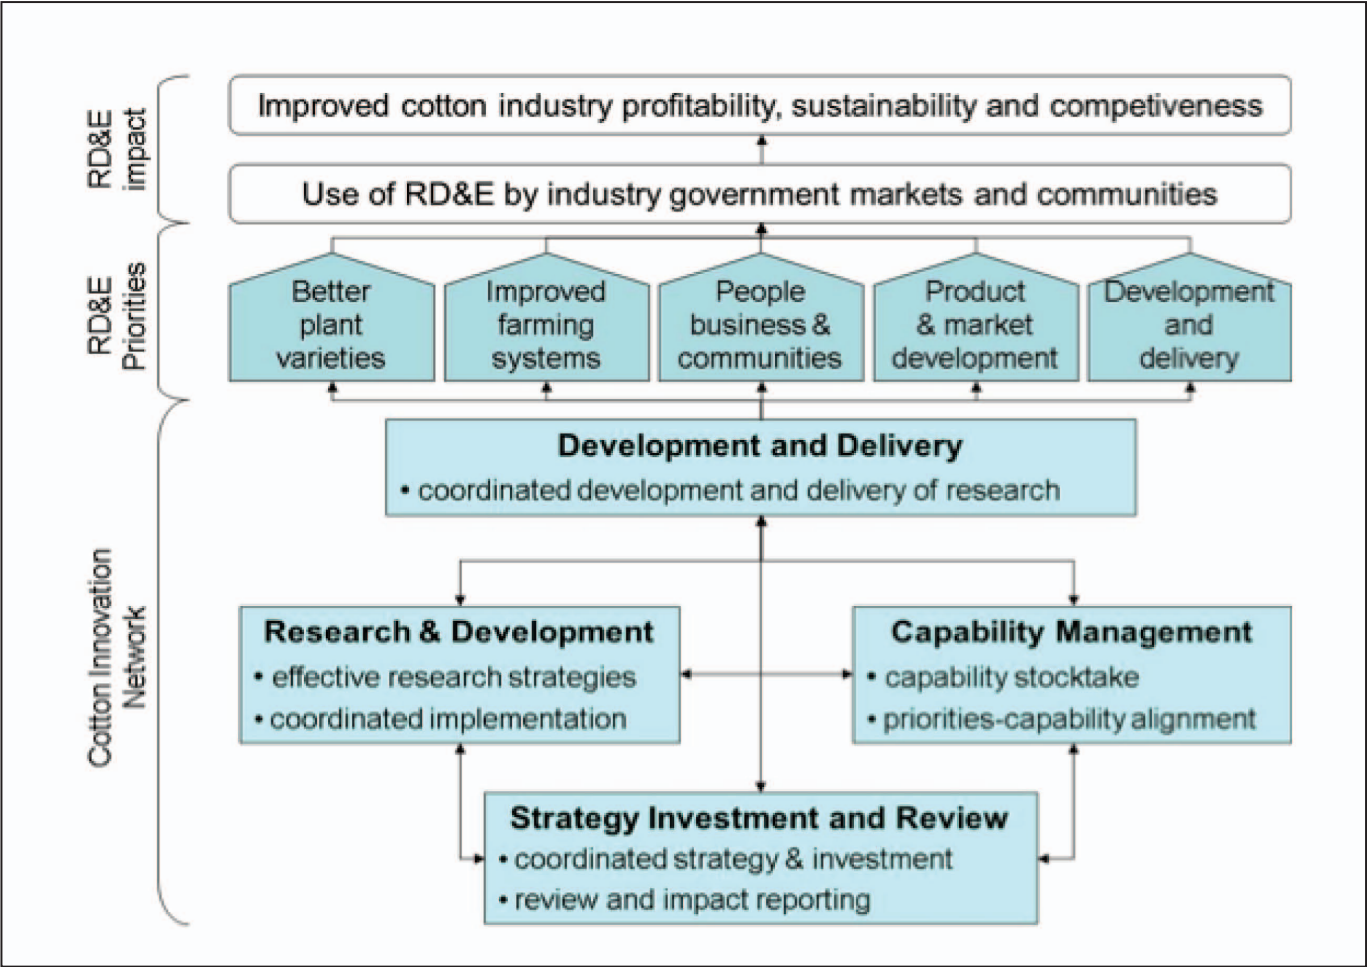 RD&E
impact
Improved cotton industry profitability, sustainability and competiveness
Use of RD&E by industry government markets and communities
RD&E
Priorities
Better
plant
varieties
Improved
farming
systems
People
business &
communities
Product
& market
development
Development
and
delivery
Cotton Innovation
Network
Development and Delivery
• coordinated development and delivery of research
Research & Development
• effective research strategies
• coordinated implementation
Capability Management
• capability stocktake
• priorities-capability alignment
Strategy Investment and Review
• coordinated strategy & investment
• review and impact reporting